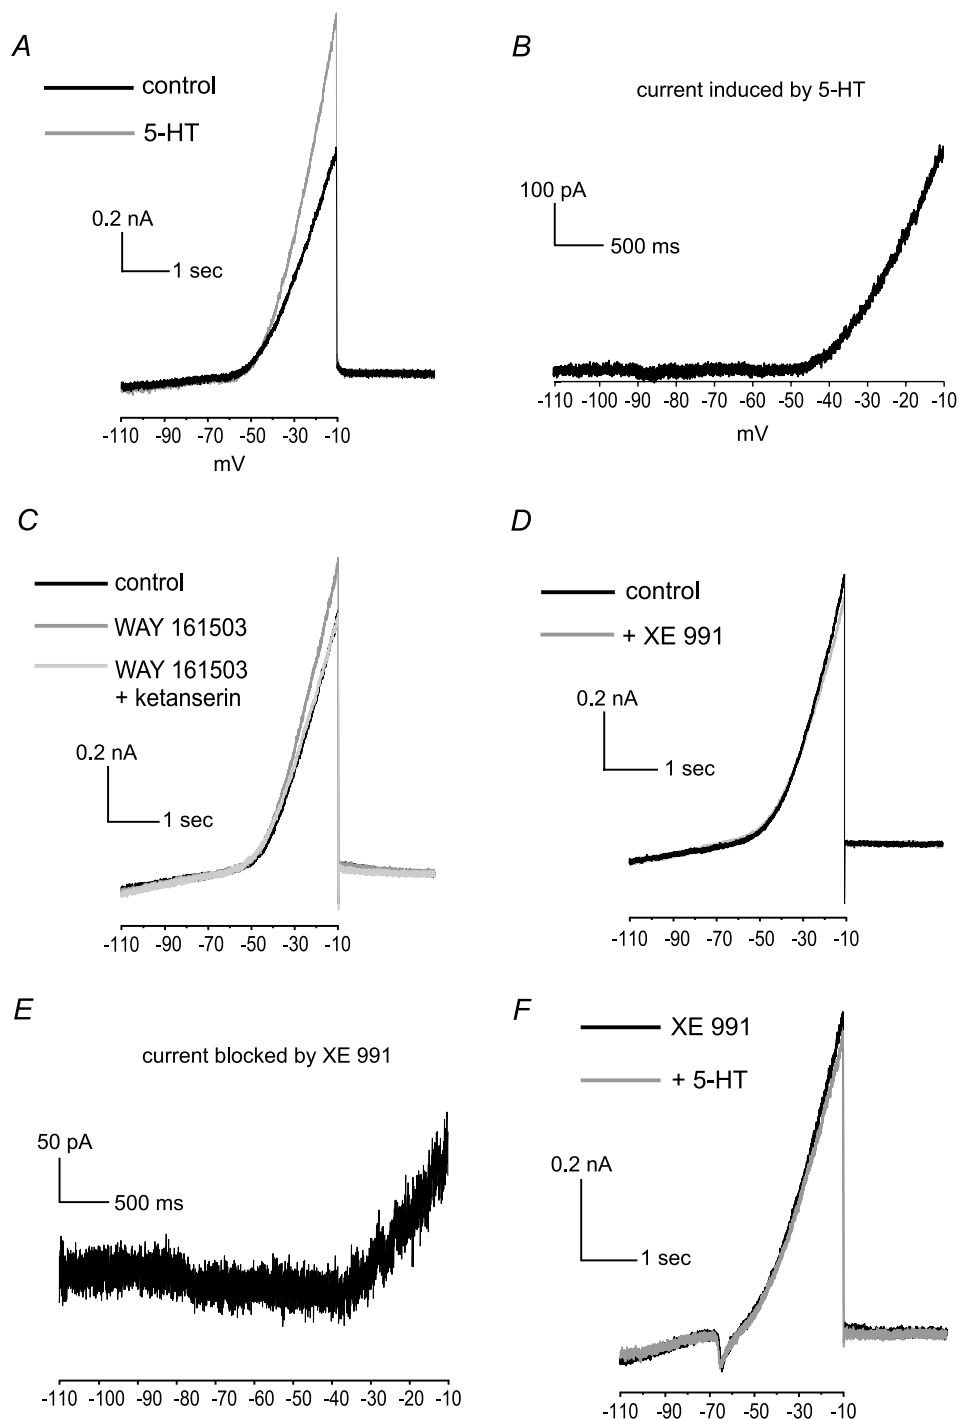 A
control
5-HT
0.2 nA
1 sec
-110 -90 -70 -50 -30 -10
mV
B
current induced by 5-HT
100 pA
500 ms
-110 -100 -90 -80 -70 -60 -50 -40 -30 -20 -10
mV
C
control
WAY 161503
WAY 161503
+ ketanserin
0.2 nA
1 sec
-110 -90 -70 -50 -30 -10
D
control
+ XE 991
0.2 nA
1 sec
-110 -90 -70 -50 -30 -10
E
current blocked by XE 991
50 pA
500 ms
-110 -100 -90 -80 -70 -60 -50 -40 -30 -20 -10
F
XE 991
+ 5-HT
0.2 nA
1 sec
-110 -90 -70 -50 -30 -10